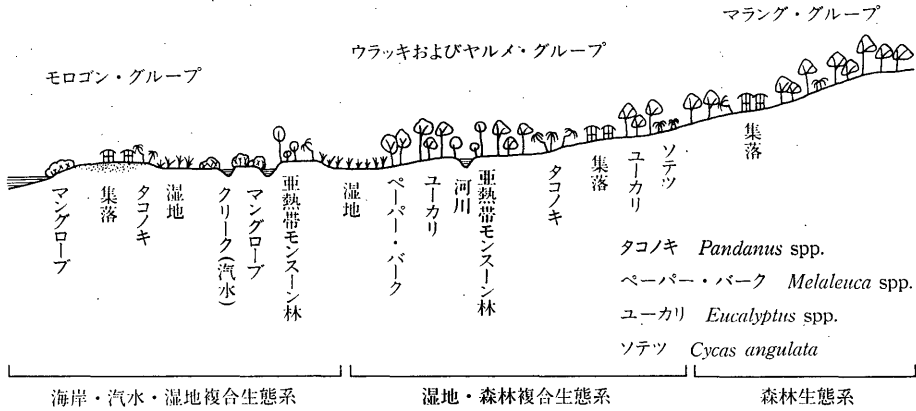 マラング・グループ
ウラッキおよびヤルメ・グループ
モロゴン・グループ
マングローブ
集落
タコノキ
湿地
クリーク(汽水)
マングローブ
亜熱帯モンスーン林
湿地
ペーパー・バーク
ユーカリ
河川
亜熱帯モンスーン林
タコノキ
集落
ユーカリ
ソテツ
集落
タコノキ Pandanus spp.
ペーパー・バーク Melaleuca spp.
ユーカリ Eucalyptus spp.
ソテツ Cycas angulata
海岸・汽水・湿地複合生態系
湿地・森林複合生態系
森林生態系